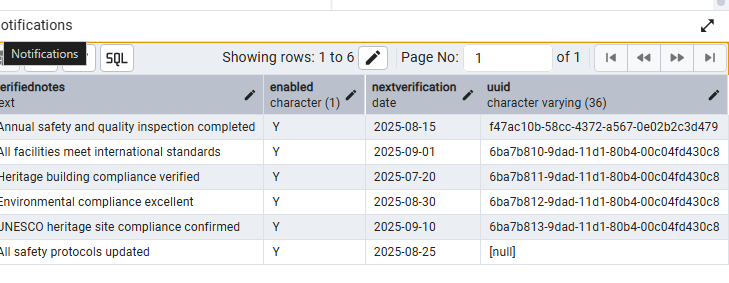 otifications
Notifications
SQL
Showing rows: 1 to 6
Page No:
1
of 1
erifiednotes enabled nextverification uuid
ext character (1) date character varying (36)
Annual safety and quality inspection completed Y 2025-08-15 f47ac10b-58cc-4372-a567-0e02b2c3d479
All facilities meet international standards Y 2025-09-01 6ba7b810-9dad-11d1-80b4-00c04fd430c8
Heritage building compliance verified Y 2025-07-20 6ba7b811-9dad-11d1-80b4-00c04fd430c8
Environmental compliance excellent Y 2025-08-30 6ba7b812-9dad-11d1-80b4-00c04fd430c8
UNESCO heritage site compliance confirmed Y 2025-09-10 6ba7b813-9dad-11d1-80b4-00c04fd430c8
All safety protocols updated Y 2025-08-25 [null]